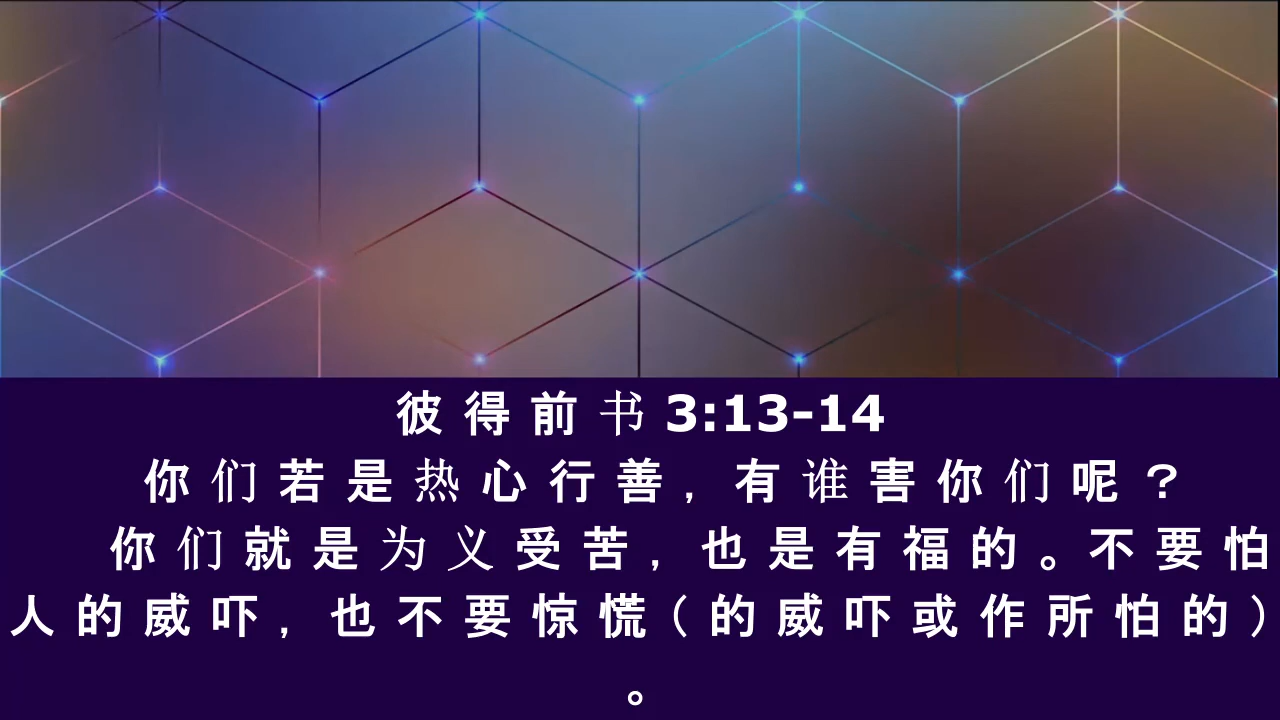 彼得前书 3:13-14
你们若是热心行善，有谁害你们呢？
你们就是为义受苦，也是有福的。不要怕
人的威吓，也不要惊慌（的威吓或作所怕的）
。